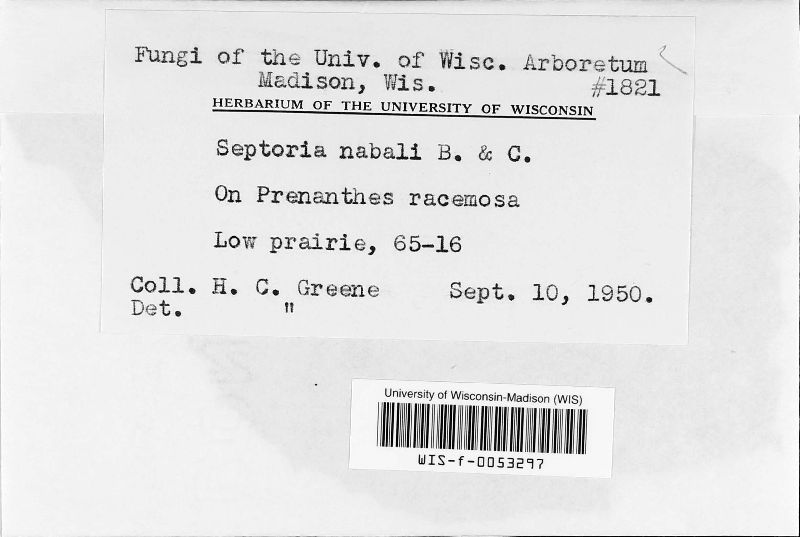 Fungi of the Univ. of Wisc. Arboretum
Madison, Wis. #1821
HERBARIUM OF THE UNIVERSITY OF WISCONSIN
Septoria nabali B. & C.
On Prenanthes racemosa
Low prairie, 65-16
Coll. H. C. Greene Sept. 10, 1950.
Det. "
University of Wisconsin-Madison (WIS)
WIS-f-0053297